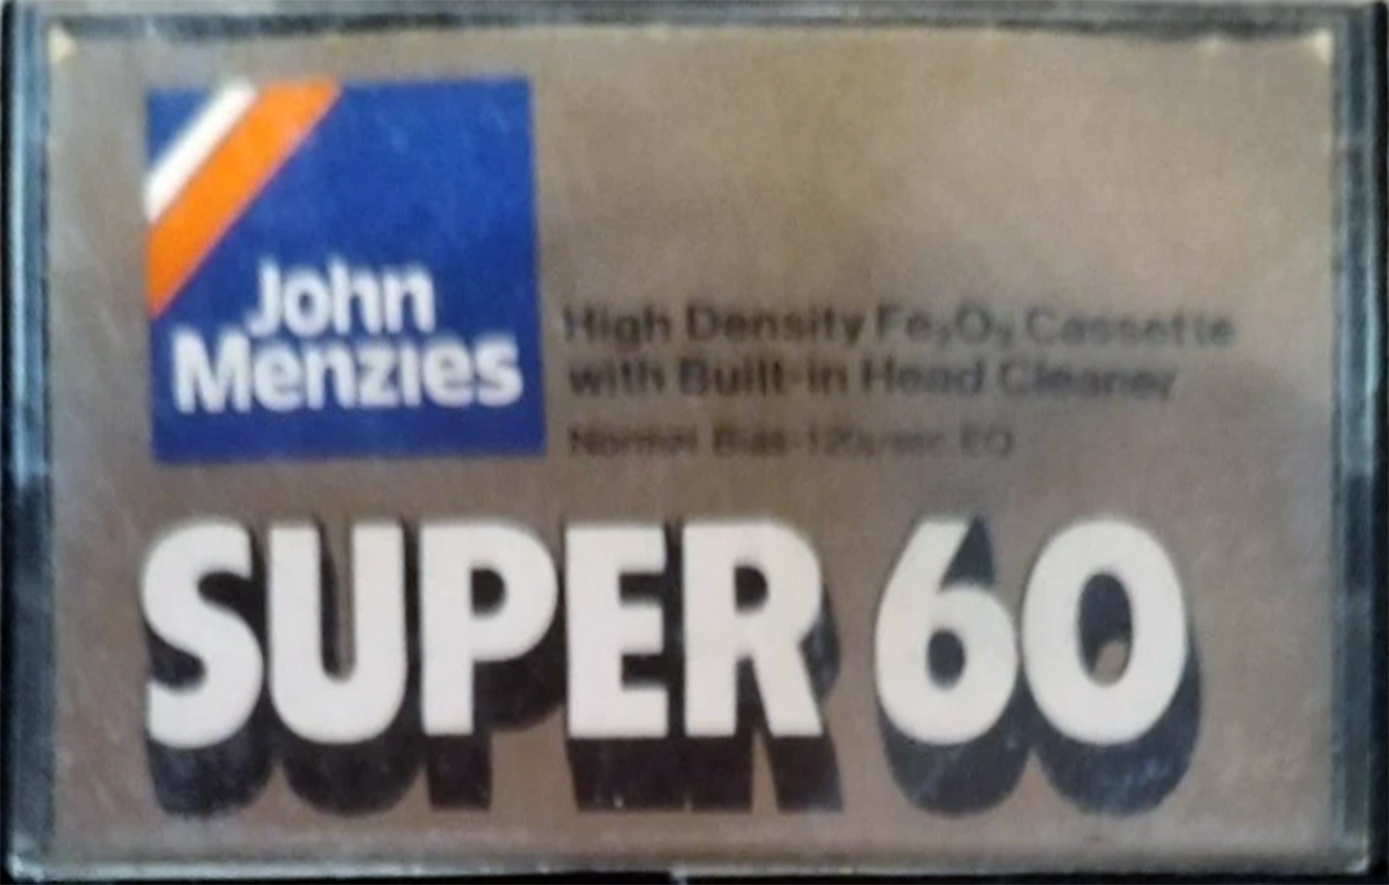 John
Menzies
High Density Fe₂O₃ Cassette
with Built-in Head Cleaner
Normal Bias-120µsec EQ
SUPER 60